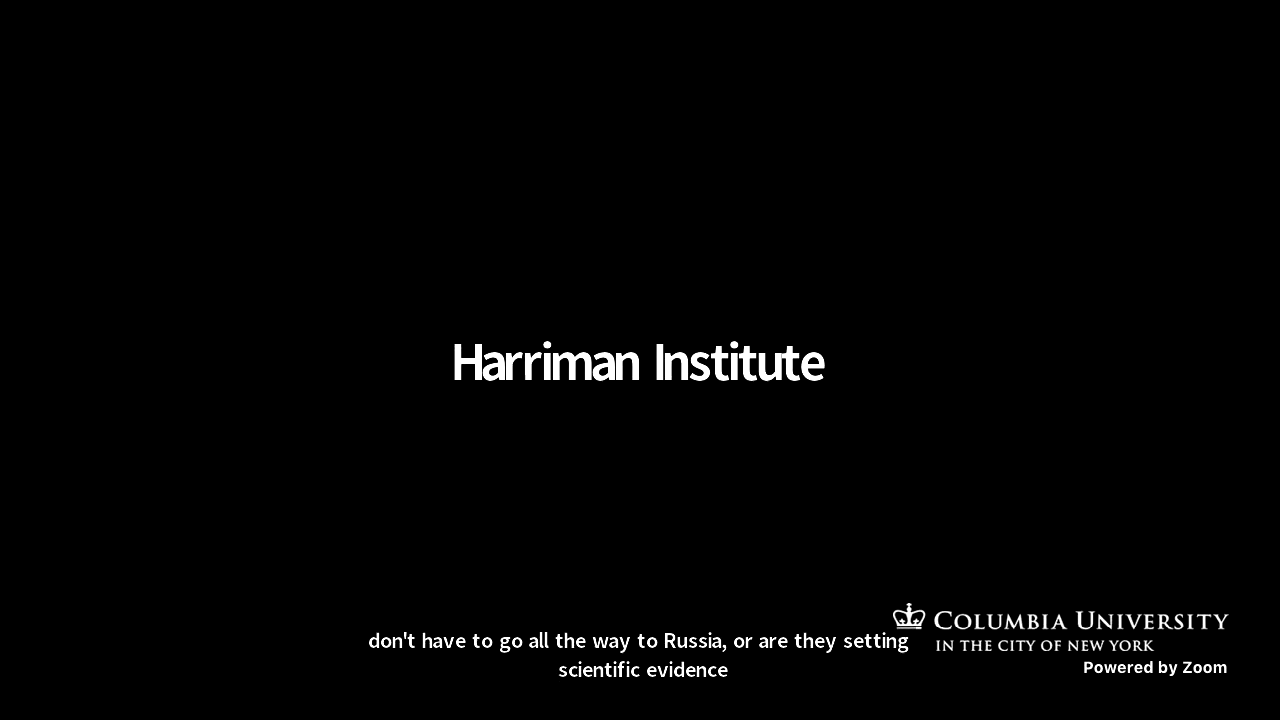 Harriman Institute
COLUMBIA UNIVERSITY
IN THE CITY OF NEW YORK
don't have to go all the way to Russia, or are they setting
scientific evidence
Powered by Zoom